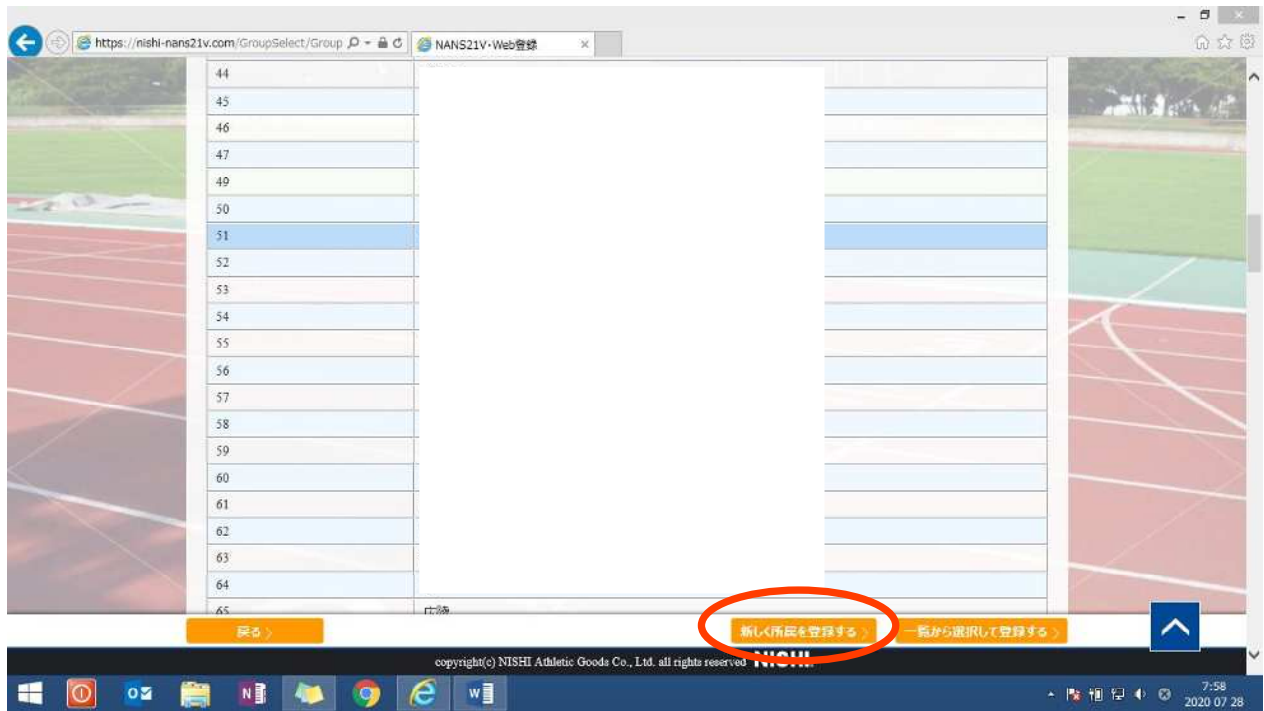 https://nishi-nans21v.com/GroupSelect/Group
NANS21V・Web登録
44
45
46
47
49
50
51
52
53
54
55
56
57
58
59
60
61
62
63
64
65
戻る
新しく所属を登録する
一覧から選択して登録する
copyright(c) NISHI Athletic Goods Co., Ltd. all rights reserved
NISHI
7:58
2020 07 28